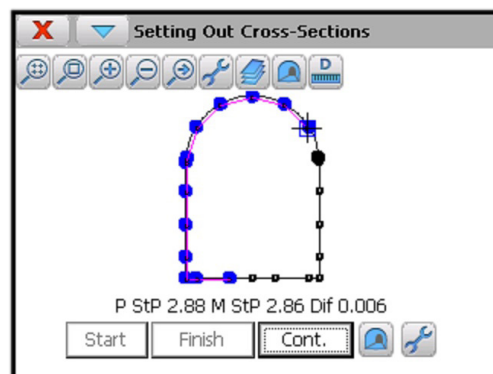 Setting Out Cross-Sections
D
P StP 2.88 M StP 2.86 Dif 0.006
Start Finish Cont.